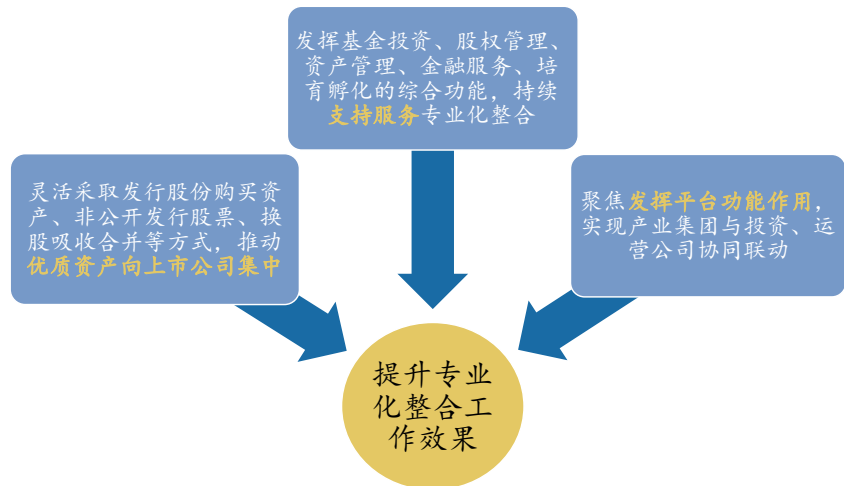 发挥基金投资、股权管理、
资产管理、金融服务、培
育孵化的综合功能，持续
支持服务专业化整合
灵活采取发行股份购买资
产、非公开发行股票、换
股吸收合并等方式，推动
优质资产向上市公司集中
聚焦发挥平台功能作用，
实现产业集团与投资、运
营公司协同联动
提升专业
化整合工
作效果